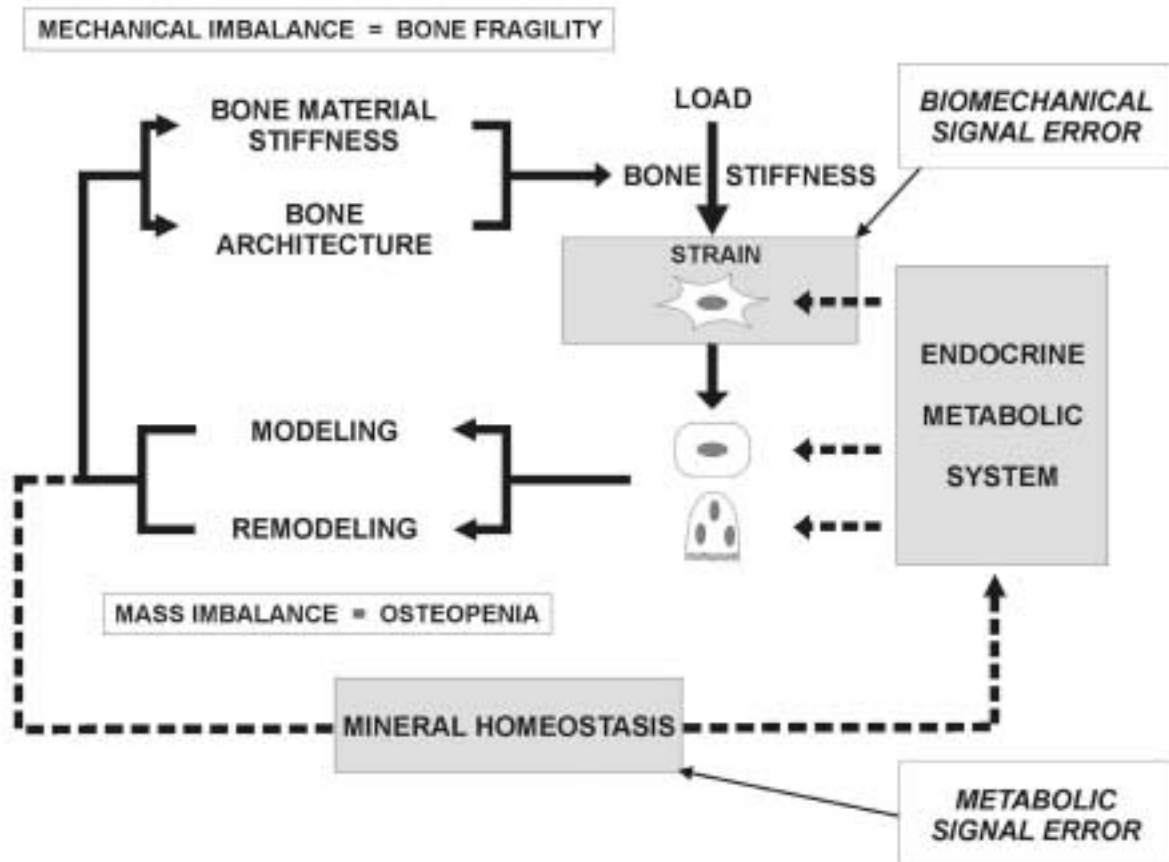 MECHANICAL IMBALANCE = BONE FRAGILITY
BONE MATERIAL
STIFFNESS
BONE
ARCHITECTURE
LOAD
BONE STIFFNESS
BIOMECHANICAL
SIGNAL ERROR
STRAIN
ENDOCRINE
METABOLIC
SYSTEM
MODELING
REMODELING
MASS IMBALANCE = OSTEOPENIA
MINERAL HOMEOSTASIS
METABOLIC
SIGNAL ERROR